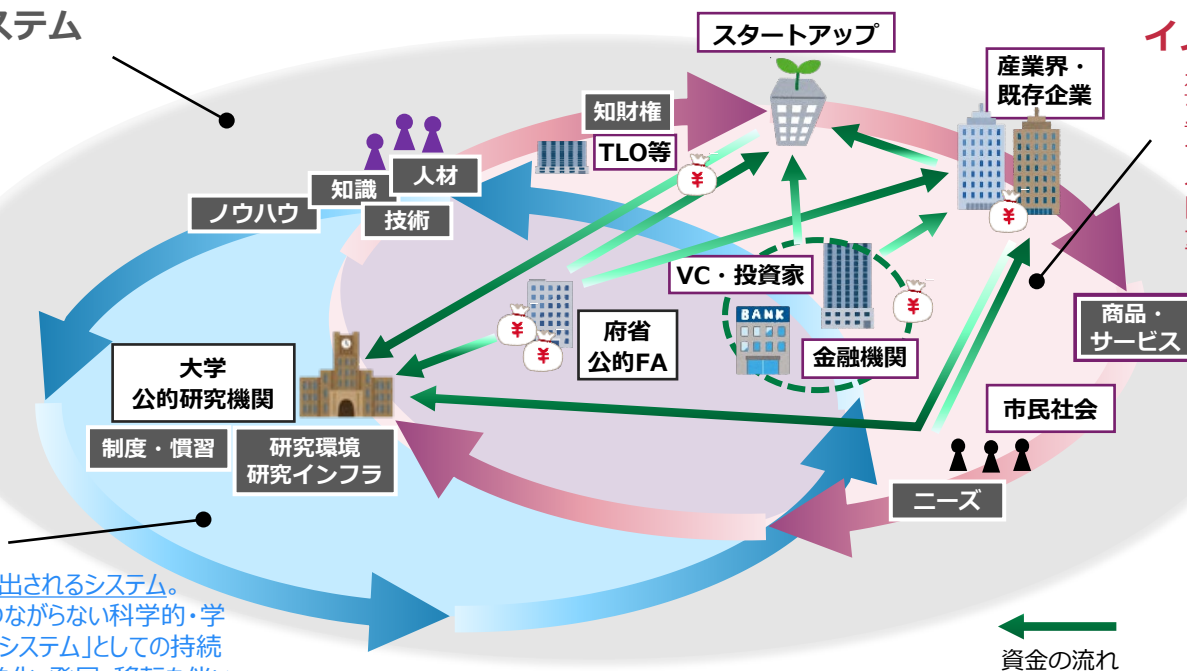 ステム
スタートアップ
産業界・
既存企業
知財権
TLO等
人材
知識
技術
ノウハウ
VC・投資家
BANK
金融機関
府省
公的FA
大学
公的研究機関
制度・慣習
研究環境
研究インフラ
商品・
サービス
市民社会
ニーズ
¥
¥
¥
¥
¥
出されるシステム。
ながらない科学的・学
システム」としての持続
資金の流れ